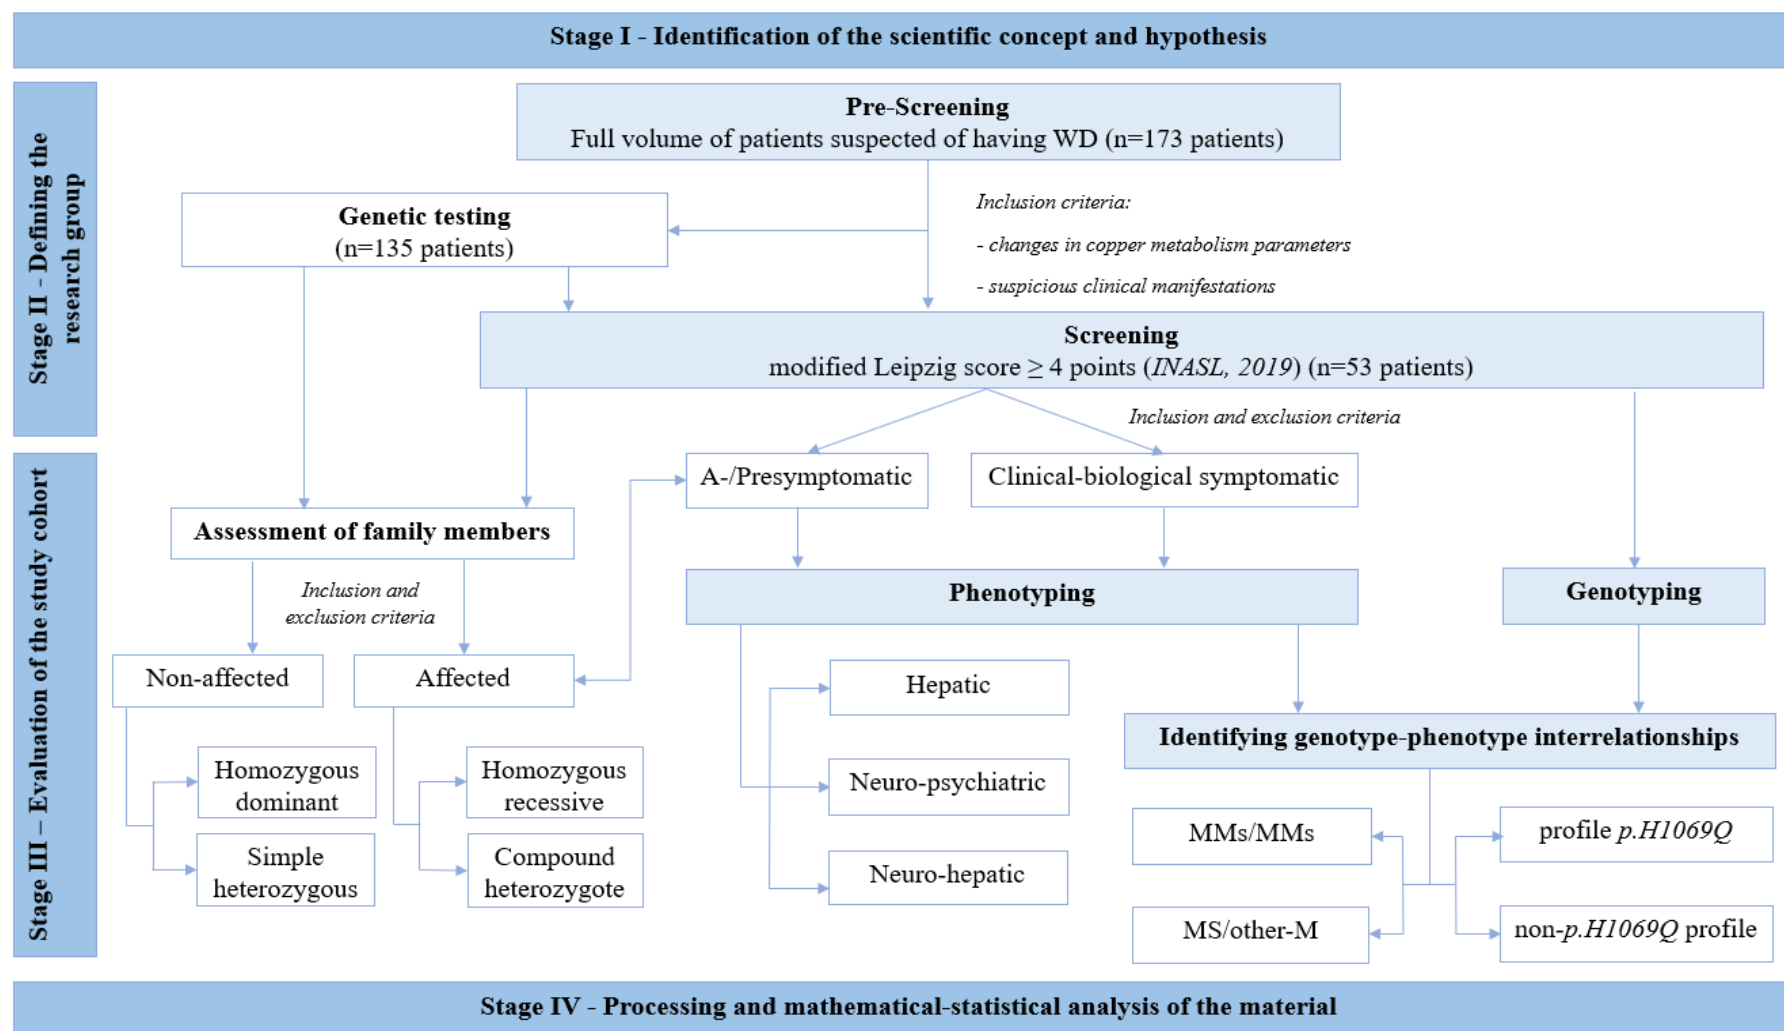 Stage I - Identification of the scientific concept and hypothesis
Stage II - Defining the
research group
Pre-Screening
Full volume of patients suspected of having WD (n=173 patients)
Genetic testing
(n=135 patients)
Inclusion criteria:
- changes in copper metabolism parameters
- suspicious clinical manifestations
Screening
modified Leipzig score ≥ 4 points (INASL, 2019) (n=53 patients)
Inclusion and exclusion criteria
Stage III – Evaluation of the study cohort
A-/Presymptomatic
Clinical-biological symptomatic
Assessment of family members
Inclusion and
exclusion criteria
Phenotyping
Genotyping
Non-affected
Affected
Hepatic
Neuro-psychiatric
Neuro-hepatic
Identifying genotype-phenotype interrelationships
Homozygous
dominant
Homozygous
recessive
Simple
heterozygous
Compound
heterozygote
MMs/MMs
profile p.H1069Q
MS/other-M
non-p.H1069Q profile
Stage IV - Processing and mathematical-statistical analysis of the material